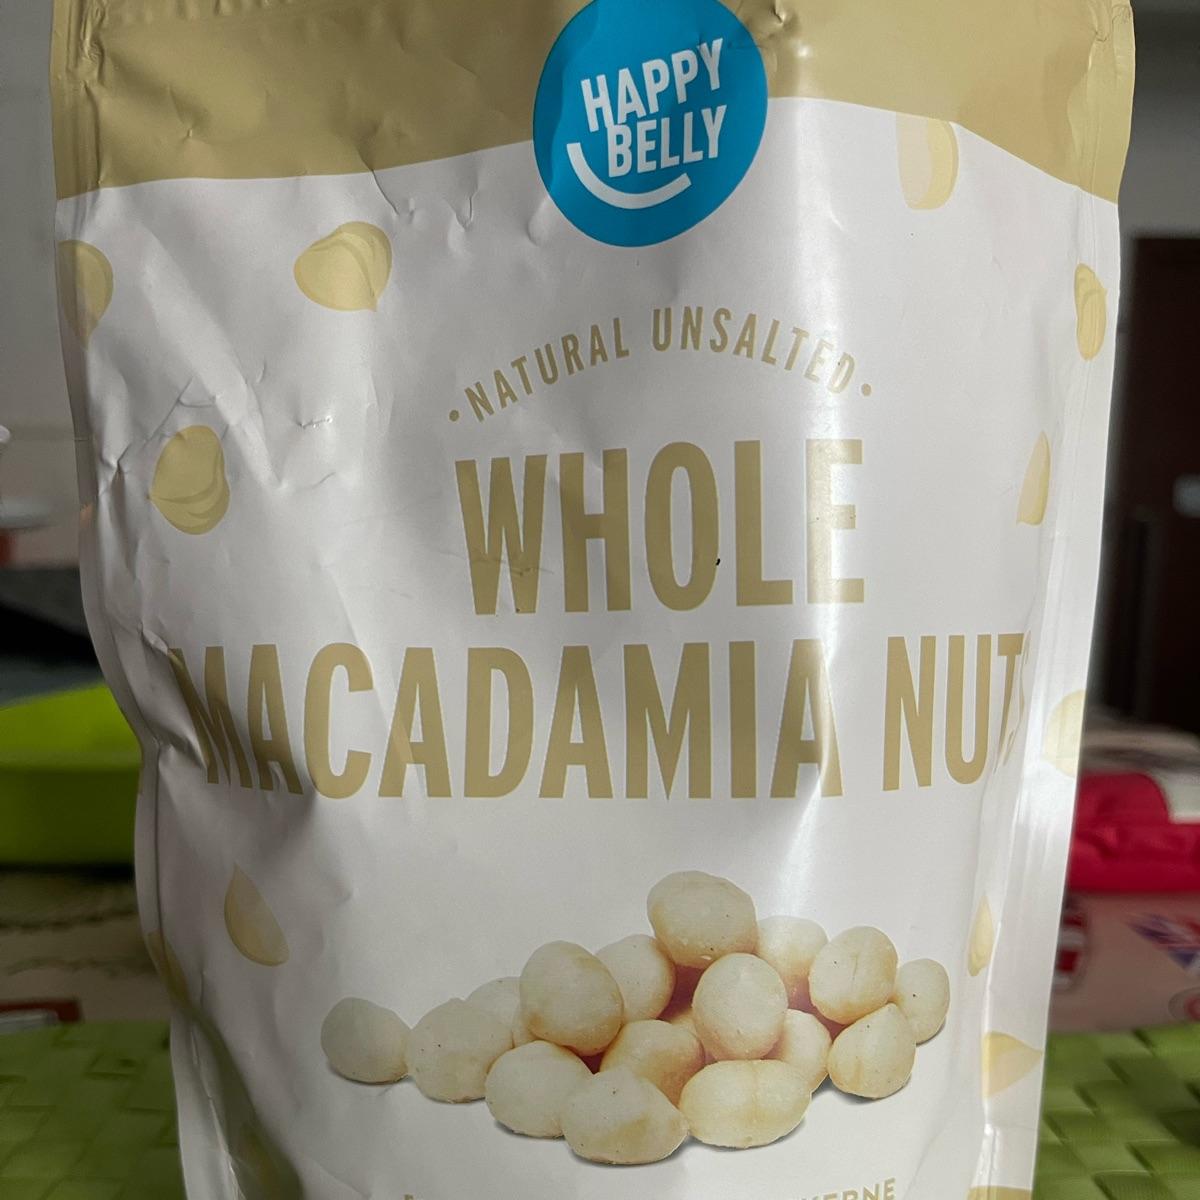 HAPPY
BELLY
•NATURAL UNSALTED•
WHOLE
MACADAMIA NUTS